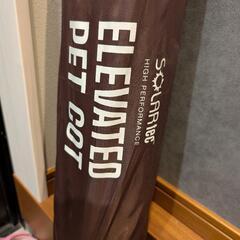 SOLARTEC
HIGH PERFORMANCE
ELEVATED
PET COT